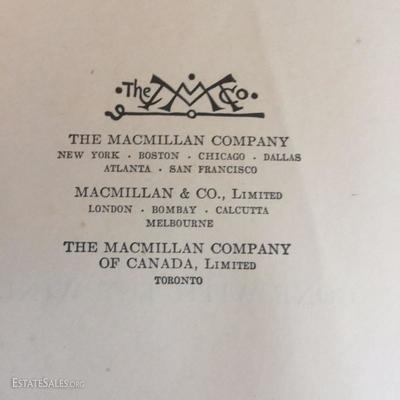 ·The MM Co·
THE MACMILLAN COMPANY
NEW YORK · BOSTON · CHICAGO · DALLAS
ATLANTA · SAN FRANCISCO
MACMILLAN & CO., LIMITED
LONDON · BOMBAY · CALCUTTA
MELBOURNE
THE MACMILLAN COMPANY
OF CANADA, LIMITED
TORONTO
ESTATESALES.ORG